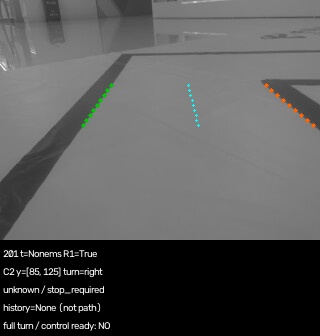 201 t=Nonems R1=True
C2 y=[85, 125] turn=right
unknown / stop_required
history=None (not path)
full turn / control ready: NO